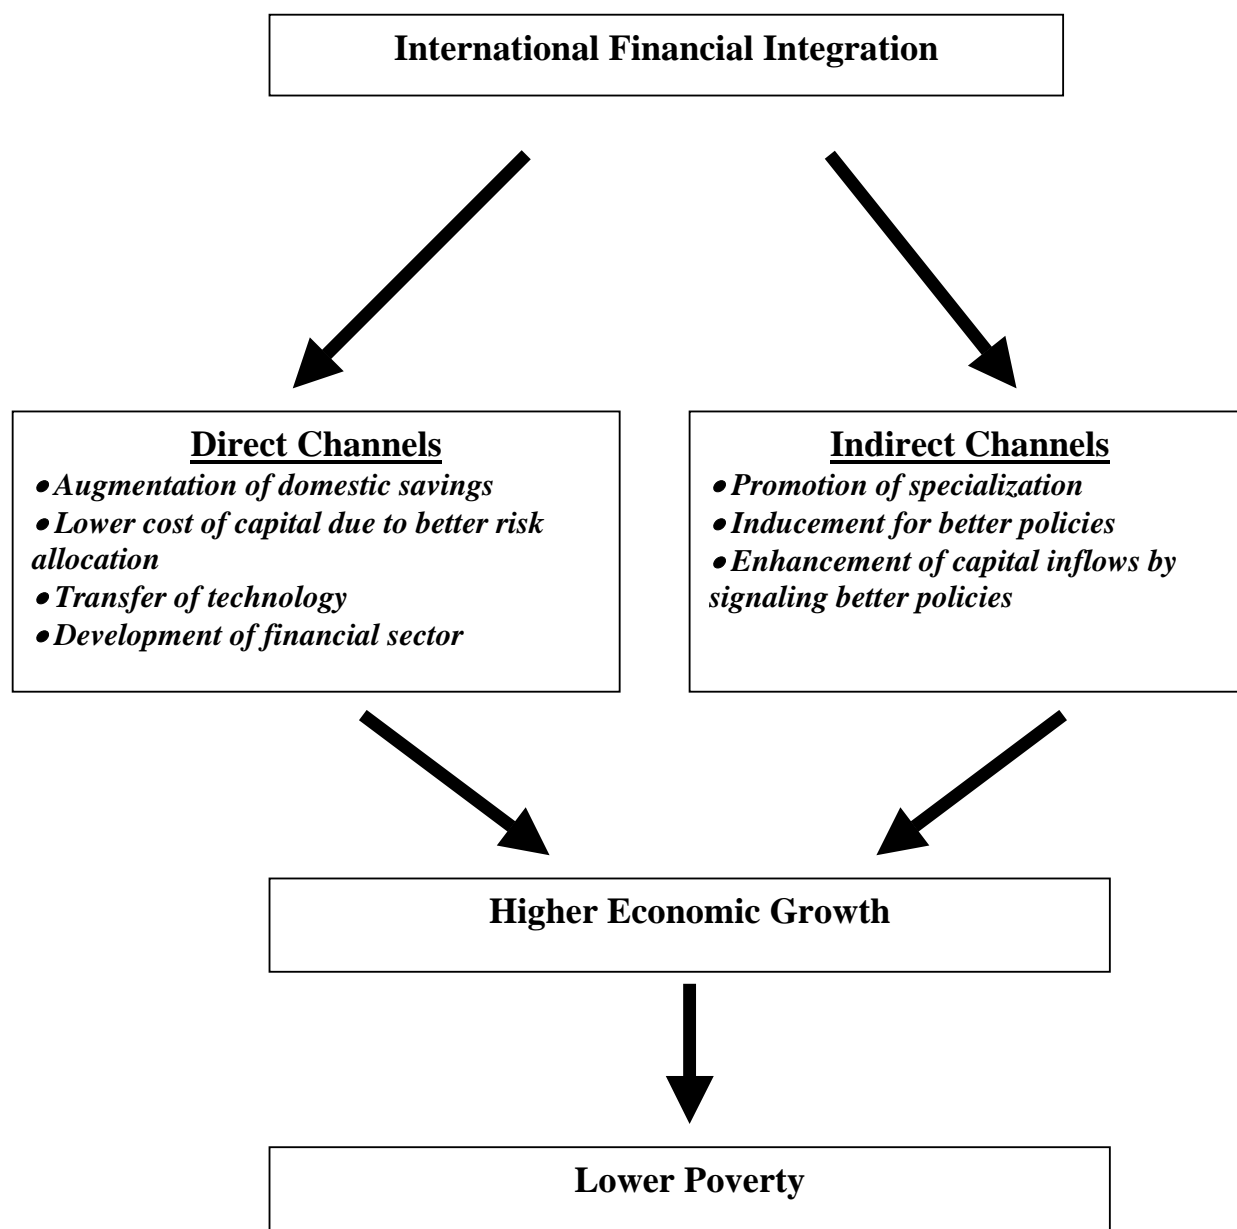 International Financial Integration
Direct Channels
● Augmentation of domestic savings
● Lower cost of capital due to better risk
allocation
● Transfer of technology
● Development of financial sector
Indirect Channels
● Promotion of specialization
● Inducement for better policies
● Enhancement of capital inflows by
signaling better policies
Higher Economic Growth
Lower Poverty